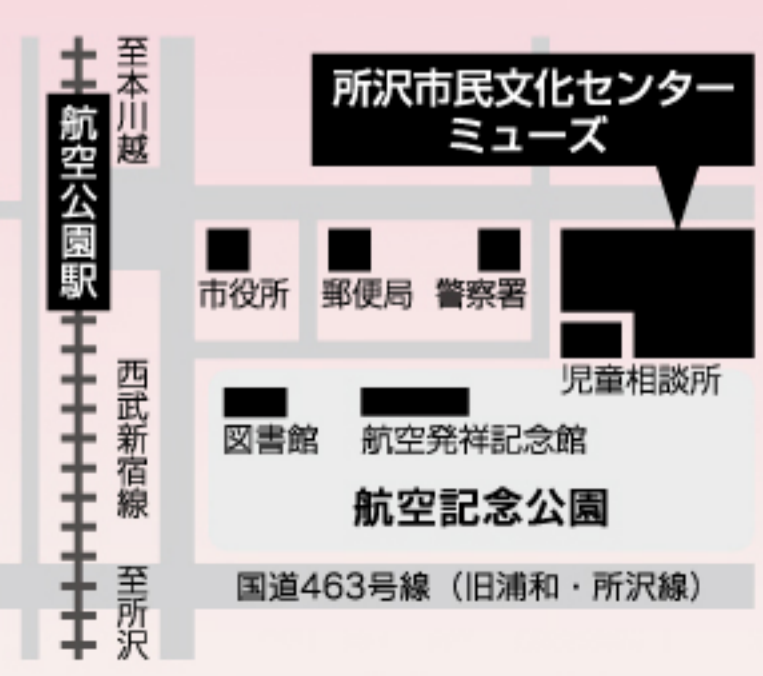 至本川越
航空公園駅
西武新宿線
至所沢
所沢市民文化センター
ミューズ
市役所
郵便局
警察署
児童相談所
図書館
航空発祥記念館
航空記念公園
国道463号線（旧浦和・所沢線）